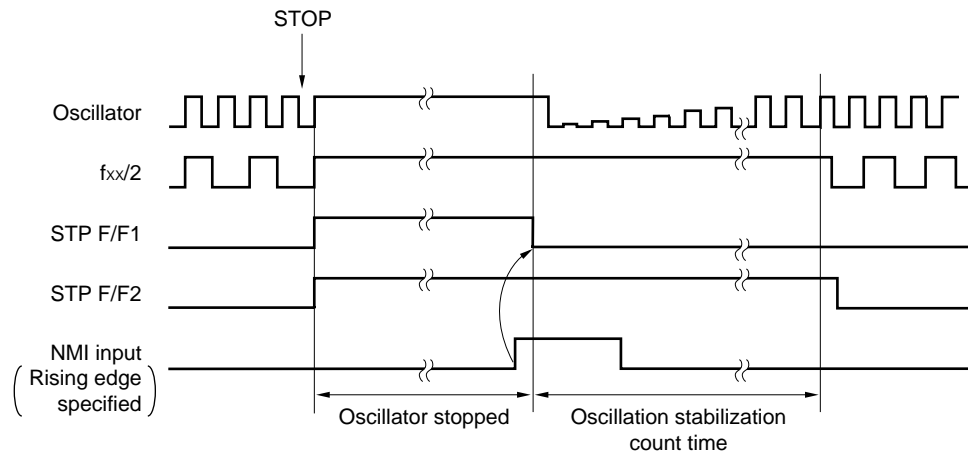 STOP
Oscillator
fxx/2
STP F/F1
STP F/F2
NMI input
( Rising edge
specified )
Oscillator stopped
Oscillation stabilization
count time